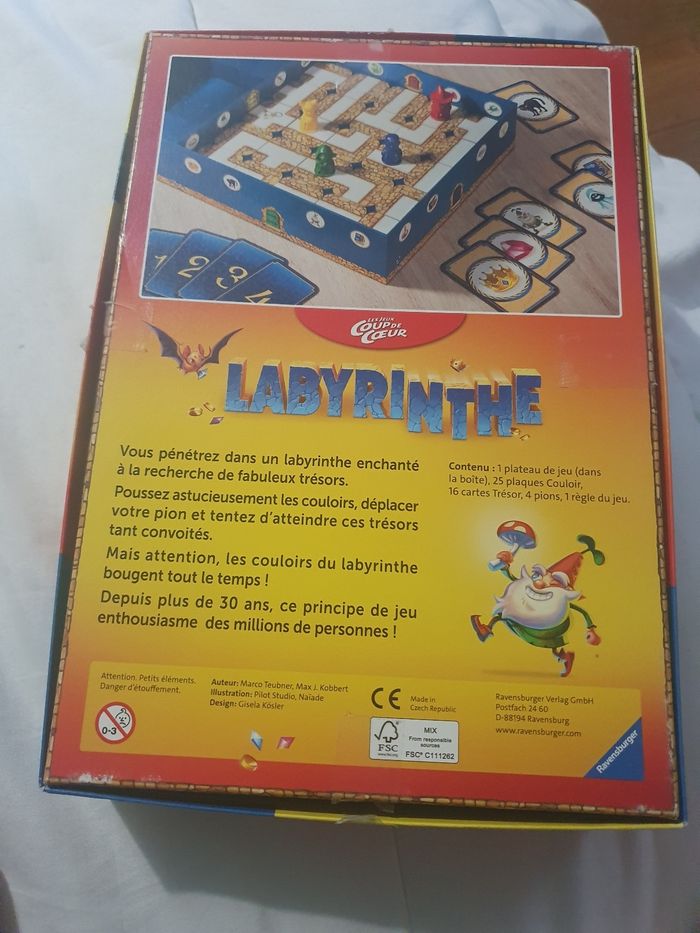 1
2
3
4
LES JEUX
COUP DE
CŒUR
LABYRINTHE
Vous pénétrez dans un labyrinthe enchanté
à la recherche de fabuleux trésors.
Poussez astucieusement les couloirs, déplacer
votre pion et tentez d'atteindre ces trésors
tant convoités.
Mais attention, les couloirs du labyrinthe
bougent tout le temps !
Depuis plus de 30 ans, ce principe de jeu
enthousiasme des millions de personnes !
Contenu : 1 plateau de jeu (dans
la boîte), 25 plaques Couloir,
16 cartes Trésor, 4 pions, 1 règle du jeu.
Attention. Petits éléments.
Danger d'étouffement.
0-3
Auteur: Marco Teubner, Max J. Kobbert
Illustration: Pilot Studio, Naïade
Design: Gisela Kösler
CE
Made in
Czech Republic
FSC
www.fsc.org
MIX
From responsible
sources
FSC® C111262
Ravensburger Verlag GmbH
Postfach 24 60
D-88194 Ravensburg
www.ravensburger.com
Ravensburger